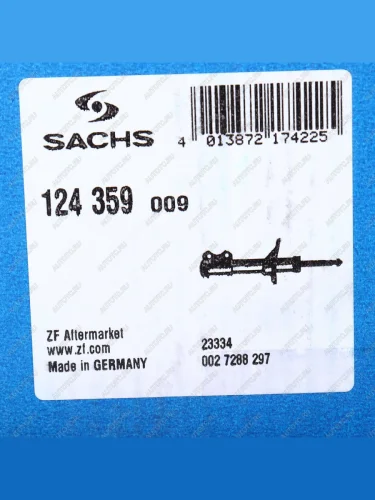 SACHS
4 013872 174225
124 359 009
ZF Aftermarket
www.zf.com
Made in GERMANY
23334
002 7288 297